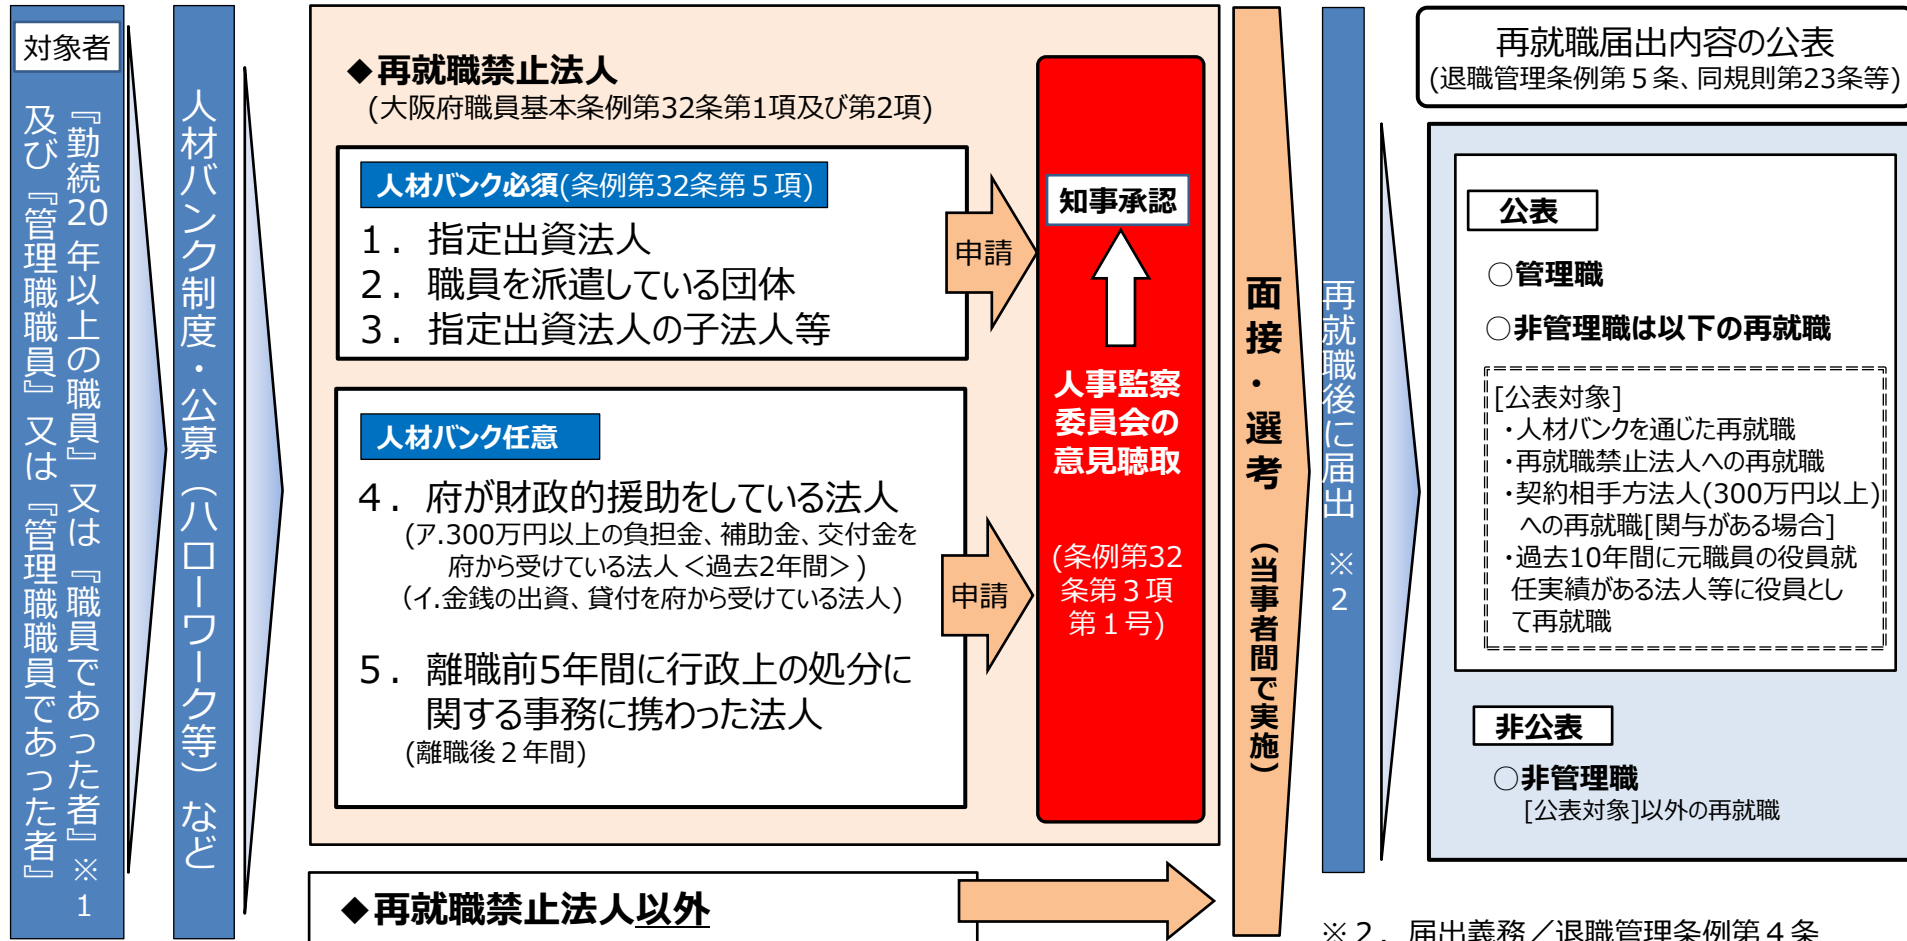 対象者
『勤続20年以上の職員』又は『職員であった者』※1
及び『管理職職員』又は『管理職職員であった者』
人材バンク制度・公募（ハローワーク等）など
◆再就職禁止法人
(大阪府職員基本条例第32条第1項及び第2項)
人材バンク必須(条例第32条第５項)
１．指定出資法人
２．職員を派遣している団体
３．指定出資法人の子法人等
申請
人材バンク任意
４．府が財政的援助をしている法人
(ア.300万円以上の負担金、補助金、交付金を
府から受けている法人＜過去2年間＞)
(イ.金銭の出資、貸付を府から受けている法人)
５．離職前5年間に行政上の処分に
関する事務に携わった法人
(離職後２年間)
申請
知事承認
人事監察
委員会の
意見聴取
(条例第32
条第３項
第１号)
◆再就職禁止法人以外
面接・選考（当事者間で実施）
再就職後に届出 ※2
再就職届出内容の公表
(退職管理条例第５条、同規則第23条等)
公表
○管理職
○非管理職は以下の再就職
[公表対象]
・人材バンクを通じた再就職
・再就職禁止法人への再就職
・契約相手方法人(300万円以上)
への再就職[関与がある場合]
・過去10年間に元職員の役員就
任実績がある法人等に役員とし
て再就職
非公表
○非管理職
[公表対象]以外の再就職
※２．届出義務／退職管理条例第４条